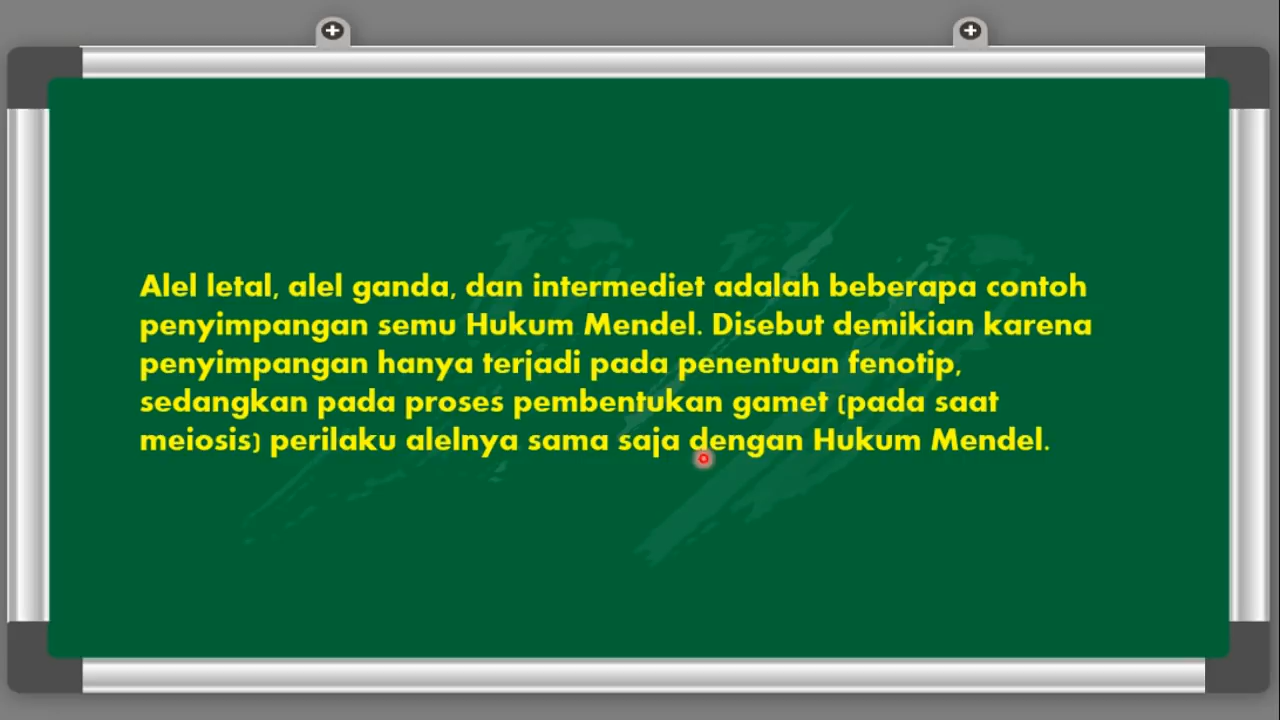 Alel letal, alel ganda, dan intermediet adalah beberapa contoh
penyimpangan semu Hukum Mendel. Disebut demikian karena
penyimpangan hanya terjadi pada penentuan fenotip,
sedangkan pada proses pembentukan gamet (pada saat
meiosis) perilaku alelnya sama saja dengan Hukum Mendel.